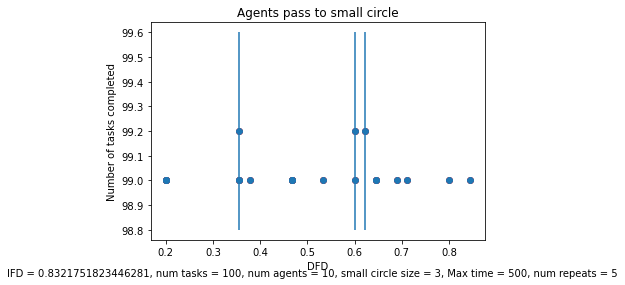 Agents pass to small circle
Number of tasks completed
99.6
99.5
99.4
99.3
99.2
99.1
99.0
98.9
98.8
0.2 0.3 0.4 0.5 0.6 0.7 0.8
DFD
IFD = 0.8321751823446281, num tasks = 100, num agents = 10, small circle size = 3, Max time = 500, num repeats = 5